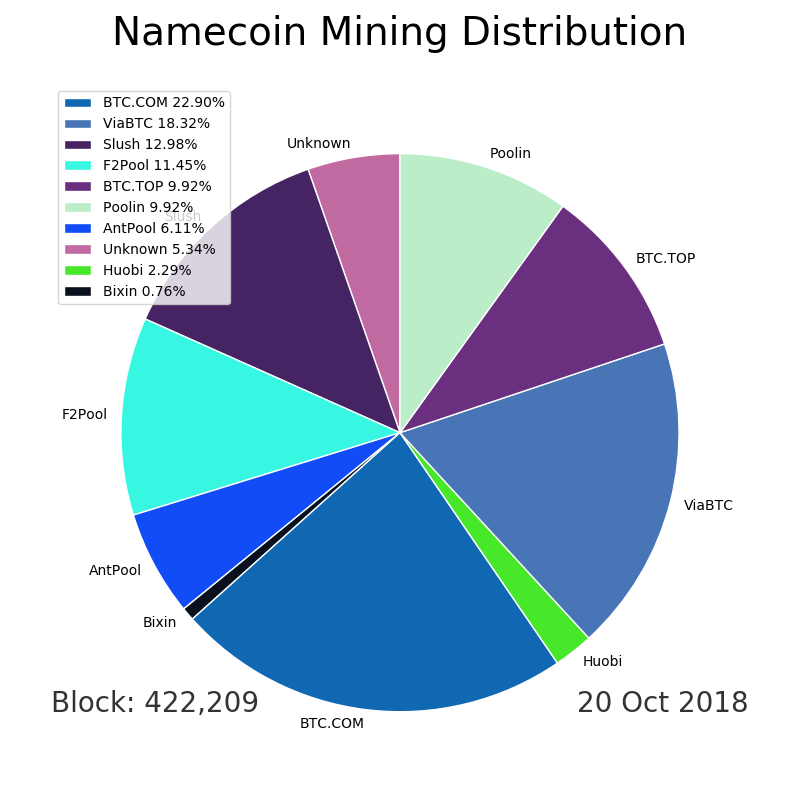 Namecoin Mining Distribution
BTC.COM 22.90%
ViaBTC 18.32%
Slush 12.98%
F2Pool 11.45%
BTC.TOP 9.92%
Poolin 9.92%
AntPool 6.11%
Unknown 5.34%
Huobi 2.29%
Bixin 0.76%
Unknown
Poolin
Slush
BTC.TOP
F2Pool
ViaBTC
AntPool
Bixin
Huobi
BTC.COM
Block: 422,209
20 Oct 2018